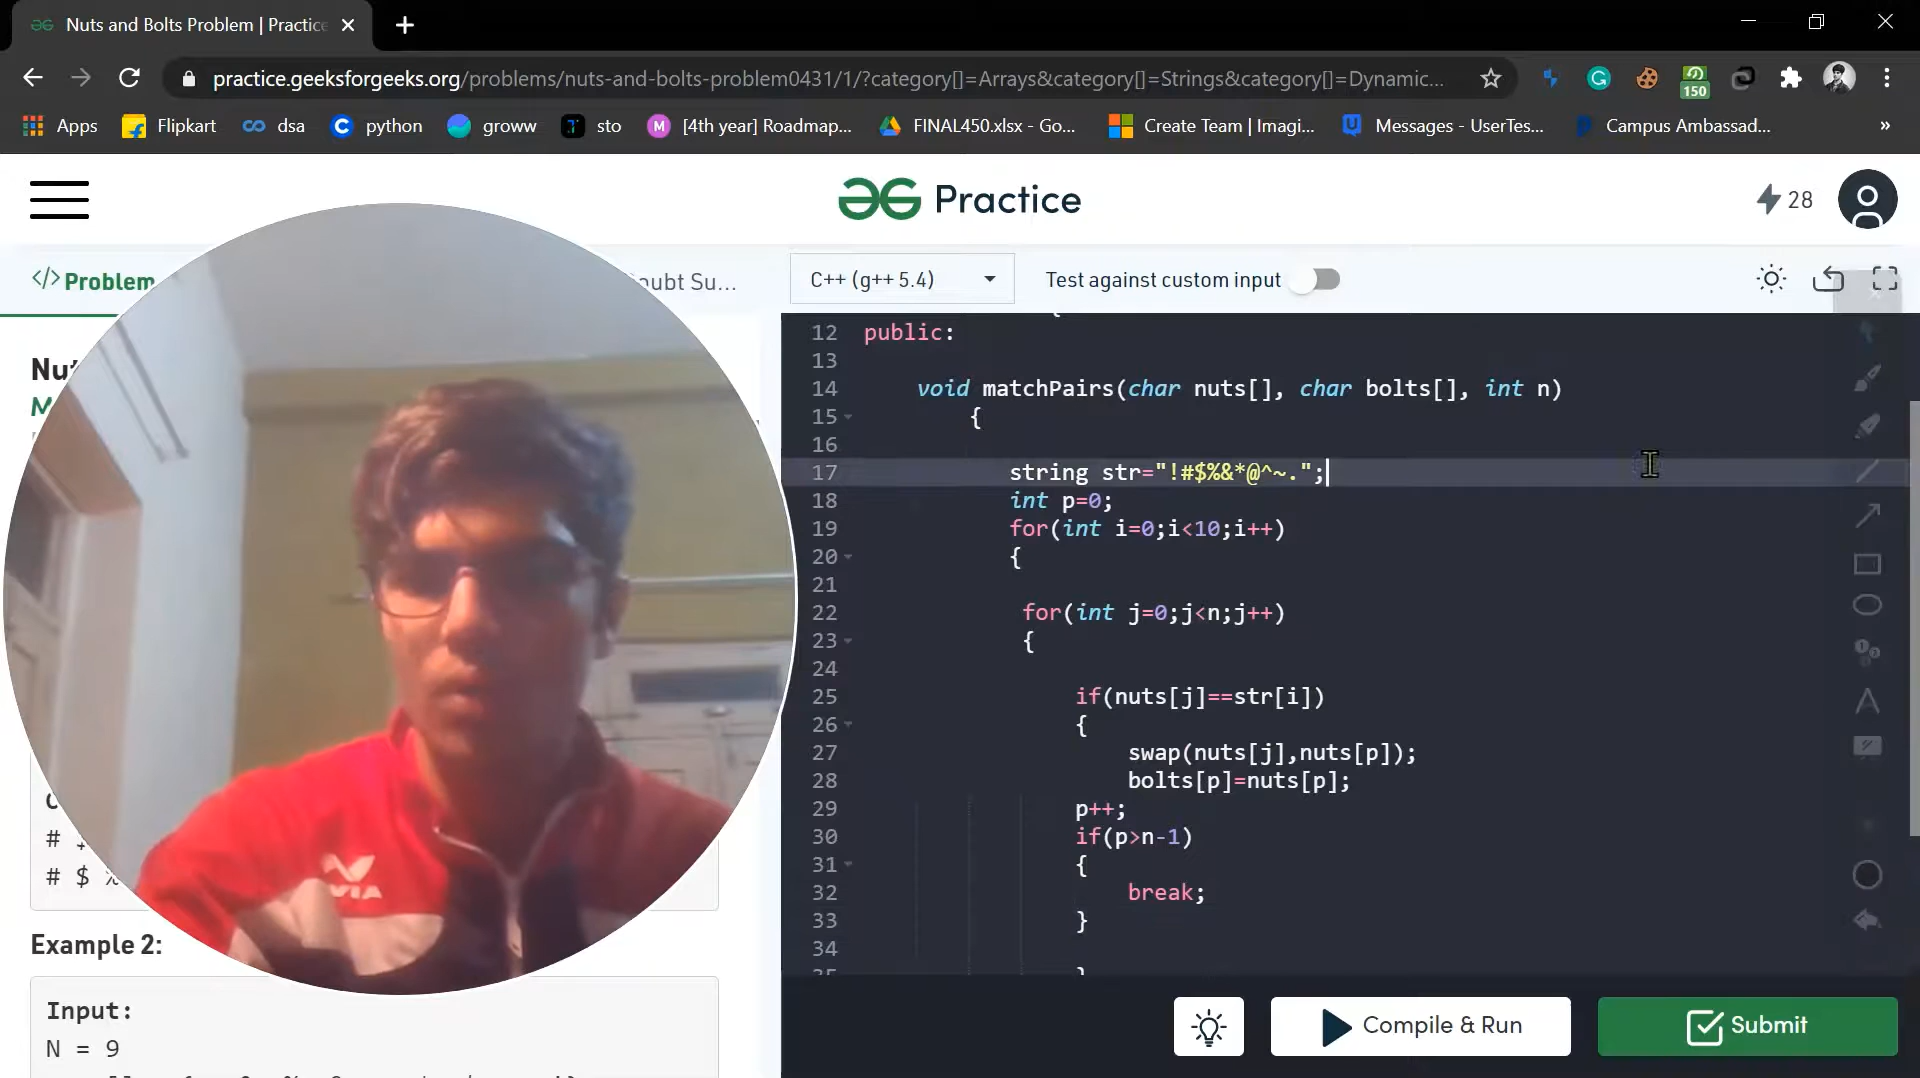 Nuts and Bolts Problem | Practic
practice.geeksforgeeks.org/problems/nuts-and-bolts-problem0431/1/?category[]=Arrays&category[]=Strings&category[]=Dynamic...
150
Apps
Flipkart
dsa
python
groww
sto
[4th year] Roadmap...
FINAL450.xlsx - Go...
Create Team | Imagi...
Messages - UserTes...
Campus Ambassad...
»
Practice
28
</> Problem
oubt Su...
C++ (g++ 5.4)
Test against custom input
Nu
12 public:
13
14 void matchPairs(char nuts[], char bolts[], int n)
15 {
16
17 string str="!#$%&*@^~.";
18 int p=0;
19 for(int i=0;i<10;i++)
20 {
21
22 for(int j=0;j<n;j++)
23 {
24
25 if(nuts[j]==str[i])
26 {
27 swap(nuts[j],nuts[p]);
28 bolts[p]=nuts[p];
29 p++;
30 if(p>n-1)
31 {
32 break;
33 }
34
# $
# $ %
VIA
Example 2:
Input:
N = 9
Compile & Run
Submit